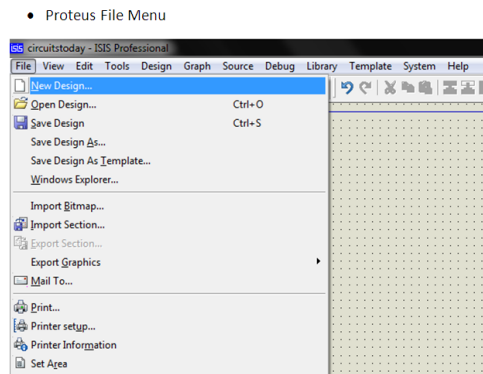 • Proteus File Menu
ISIS circuitstoday - ISIS Professional
File View Edit Tools Design Graph Source Debug Library Template System Help
New Design...
Open Design... Ctrl+O
Save Design Ctrl+S
Save Design As...
Save Design As Template...
Windows Explorer...
Import Bitmap...
Import Section...
Export Section...
Export Graphics
Mail To...
Print...
Printer setup...
Printer Information
Set Area